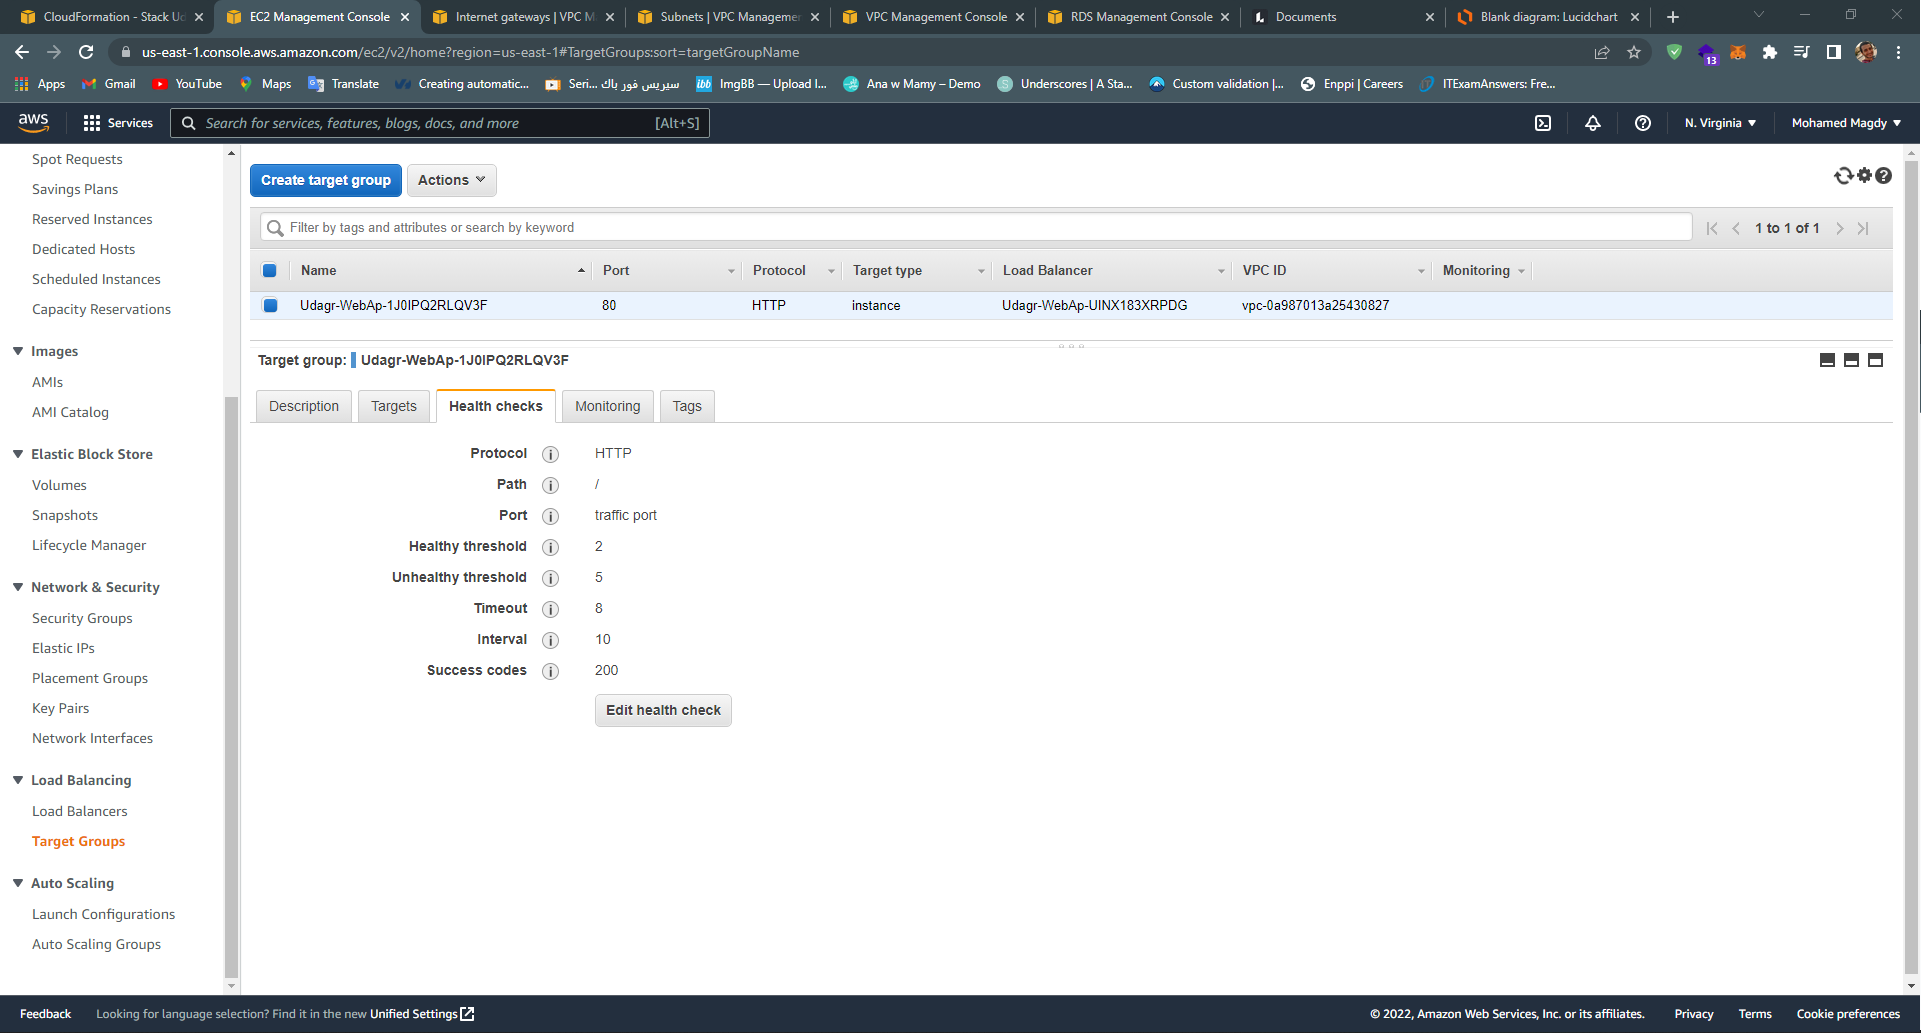 CloudFormation - Stack Ud
EC2 Management Console
Internet gateways | VPC M
Subnets | VPC Managemen
VPC Management Console
RDS Management Console
Documents
Blank diagram: Lucidchart
us-east-1.console.aws.amazon.com/ec2/v2/home?region=us-east-1#TargetGroups:sort=targetGroupName
13
Apps
Gmail
YouTube
Maps
Translate
Creating automatic...
Seri... سيريس فور باك
ibb ImgBB — Upload I...
Ana w Mamy – Demo
Underscores | A Sta...
Custom validation |...
Enppi | Careers
ITExamAnswers: Fre...
aws
Services
Search for services, features, blogs, docs, and more
[Alt+S]
N. Virginia
Mohamed Magdy
Spot Requests
Savings Plans
Reserved Instances
Dedicated Hosts
Scheduled Instances
Capacity Reservations
Images
AMIs
AMI Catalog
Elastic Block Store
Volumes
Snapshots
Lifecycle Manager
Network & Security
Security Groups
Elastic IPs
Placement Groups
Key Pairs
Network Interfaces
Load Balancing
Load Balancers
Target Groups
Auto Scaling
Launch Configurations
Auto Scaling Groups
Create target group
Actions
Filter by tags and attributes or search by keyword
1 to 1 of 1
Name Port Protocol Target type Load Balancer VPC ID Monitoring
Udagr-WebAp-1J0IPQ2RLQV3F 80 HTTP instance Udagr-WebAp-UINX183XRPDG vpc-0a987013a25430827
Target group: Udagr-WebAp-1J0IPQ2RLQV3F
Description Targets Health checks Monitoring Tags
Protocol HTTP
Path /
Port traffic port
Healthy threshold 2
Unhealthy threshold 5
Timeout 8
Interval 10
Success codes 200
Edit health check
Feedback
Looking for language selection? Find it in the new Unified Settings
© 2022, Amazon Web Services, Inc. or its affiliates.
Privacy
Terms
Cookie preferences